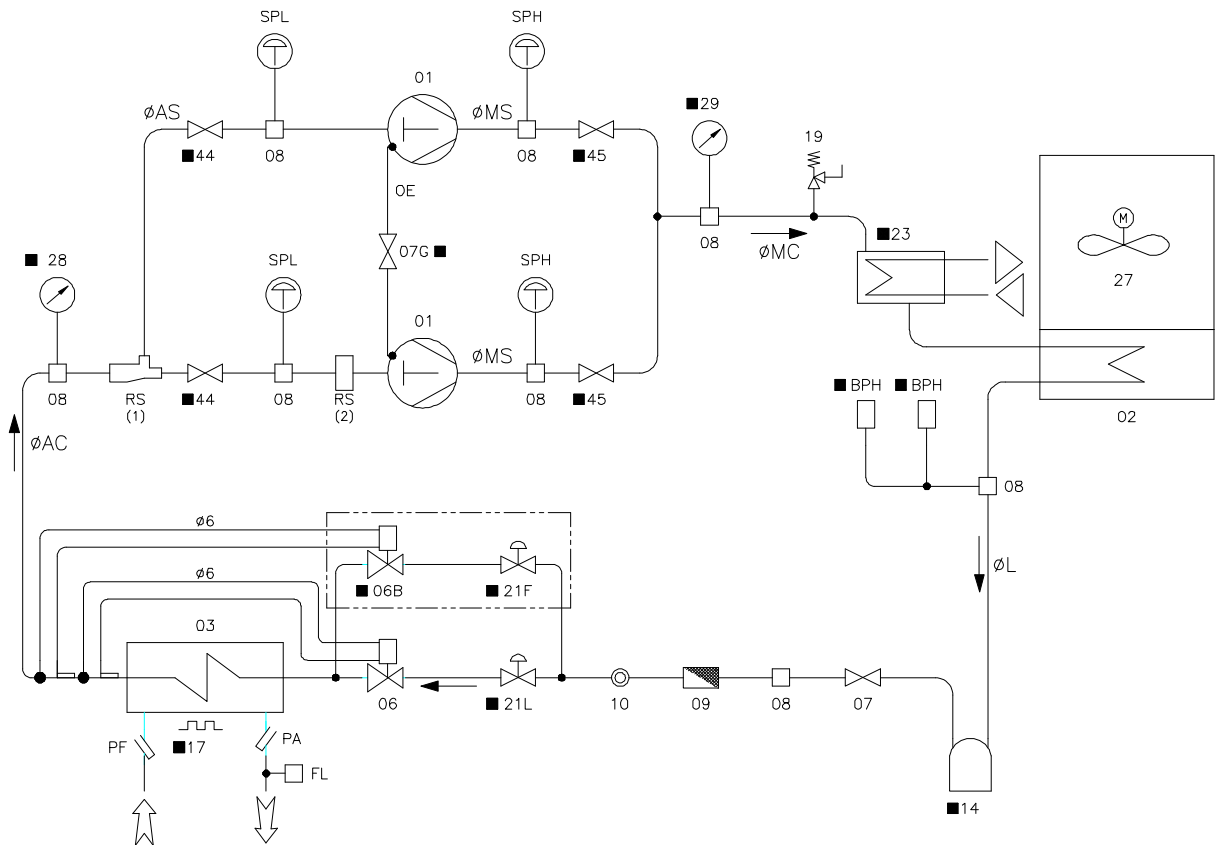 SPL
SPH
01
ØAS
ØMS
■29
19
■44
08
08
■45
OE
08
■23
M
ØMC
07G■
27
■ 28
SPL
SPH
01
ØMS
08
RS
(1)
■44
08
RS
(2)
08
■45
■BPH
■BPH
02
ØAC
08
Ø6
ØL
■06B
■21F
Ø6
03
06
■21L
10
09
08
07
PF
■17
PA
FL
■14